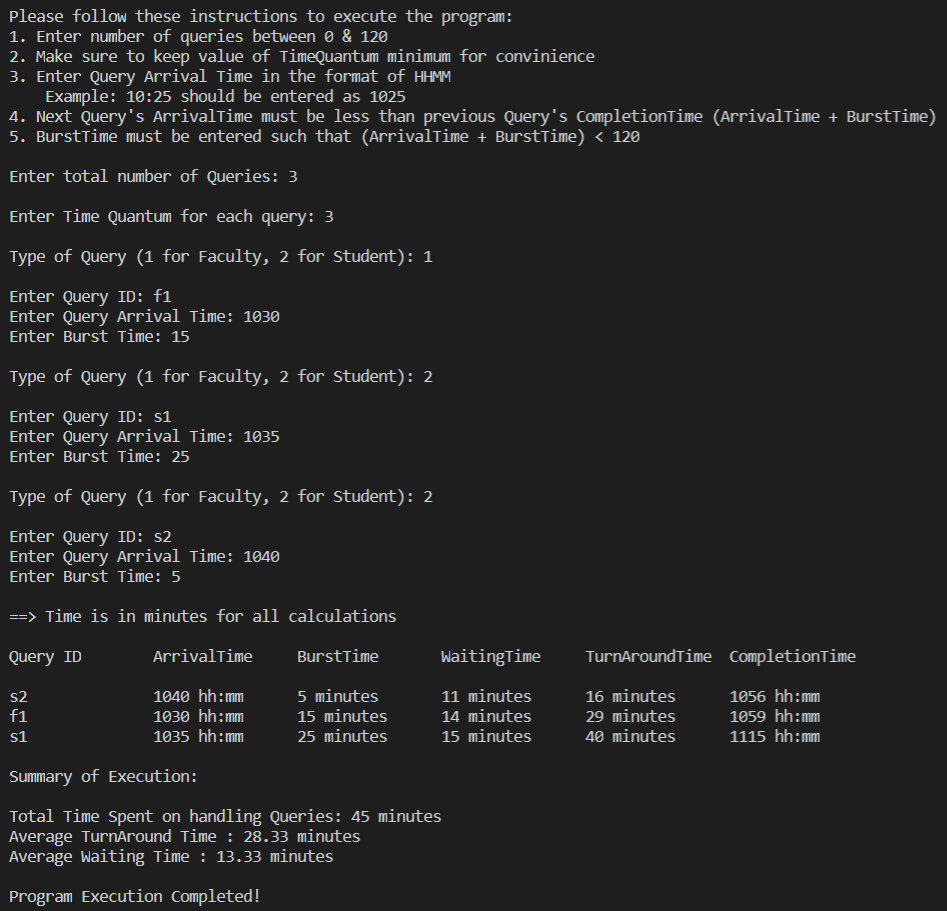 Please follow these instructions to execute the program:
1. Enter number of queries between 0 & 120
2. Make sure to keep value of TimeQuantum minimum for convinience
3. Enter Query Arrival Time in the format of HHMM
    Example: 10:25 should be entered as 1025
4. Next Query's ArrivalTime must be less than previous Query's CompletionTime (ArrivalTime + BurstTime)
5. BurstTime must be entered such that (ArrivalTime + BurstTime) < 120

Enter total number of Queries: 3

Enter Time Quantum for each query: 3

Type of Query (1 for Faculty, 2 for Student): 1

Enter Query ID: f1
Enter Query Arrival Time: 1030
Enter Burst Time: 15

Type of Query (1 for Faculty, 2 for Student): 2

Enter Query ID: s1
Enter Query Arrival Time: 1035
Enter Burst Time: 25

Type of Query (1 for Faculty, 2 for Student): 2

Enter Query ID: s2
Enter Query Arrival Time: 1040
Enter Burst Time: 5

==> Time is in minutes for all calculations

Query ID        ArrivalTime     BurstTime       WaitingTime     TurnAroundTime  CompletionTime

s2              1040 hh:mm      5 minutes       11 minutes      16 minutes      1056 hh:mm
f1              1030 hh:mm      15 minutes      14 minutes      29 minutes      1059 hh:mm
s1              1035 hh:mm      25 minutes      15 minutes      40 minutes      1115 hh:mm

Summary of Execution:

Total Time Spent on handling Queries: 45 minutes
Average TurnAround Time : 28.33 minutes
Average Waiting Time : 13.33 minutes

Program Execution Completed!